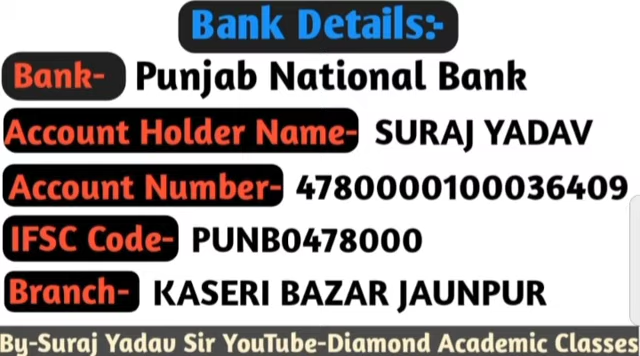 Bank Details:-
Bank- Punjab National Bank
Account Holder Name- SURAJ YADAV
Account Number- 4780000100036409
IFSC Code- PUNB0478000
Branch- KASERI BAZAR JAUNPUR
By-Suraj Yadav Sir YouTube-Diamond Academic Classes